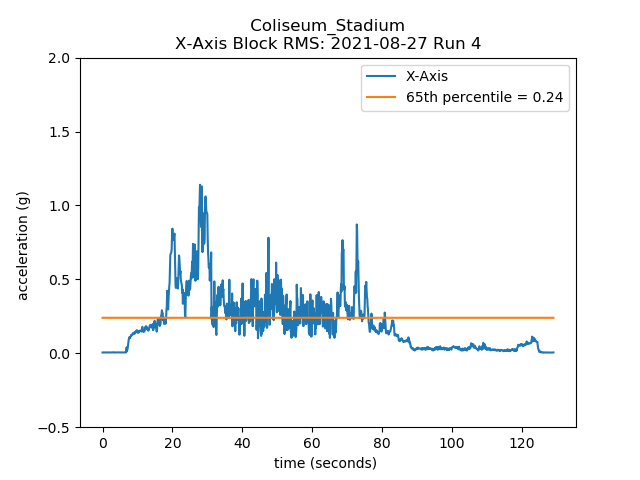 Coliseum_Stadium
X-Axis Block RMS: 2021-08-27 Run 4
2.0
1.5
1.0
0.5
0.0
−0.5
acceleration (g)
X-Axis
65th percentile = 0.24
0 20 40 60 80 100 120
time (seconds)